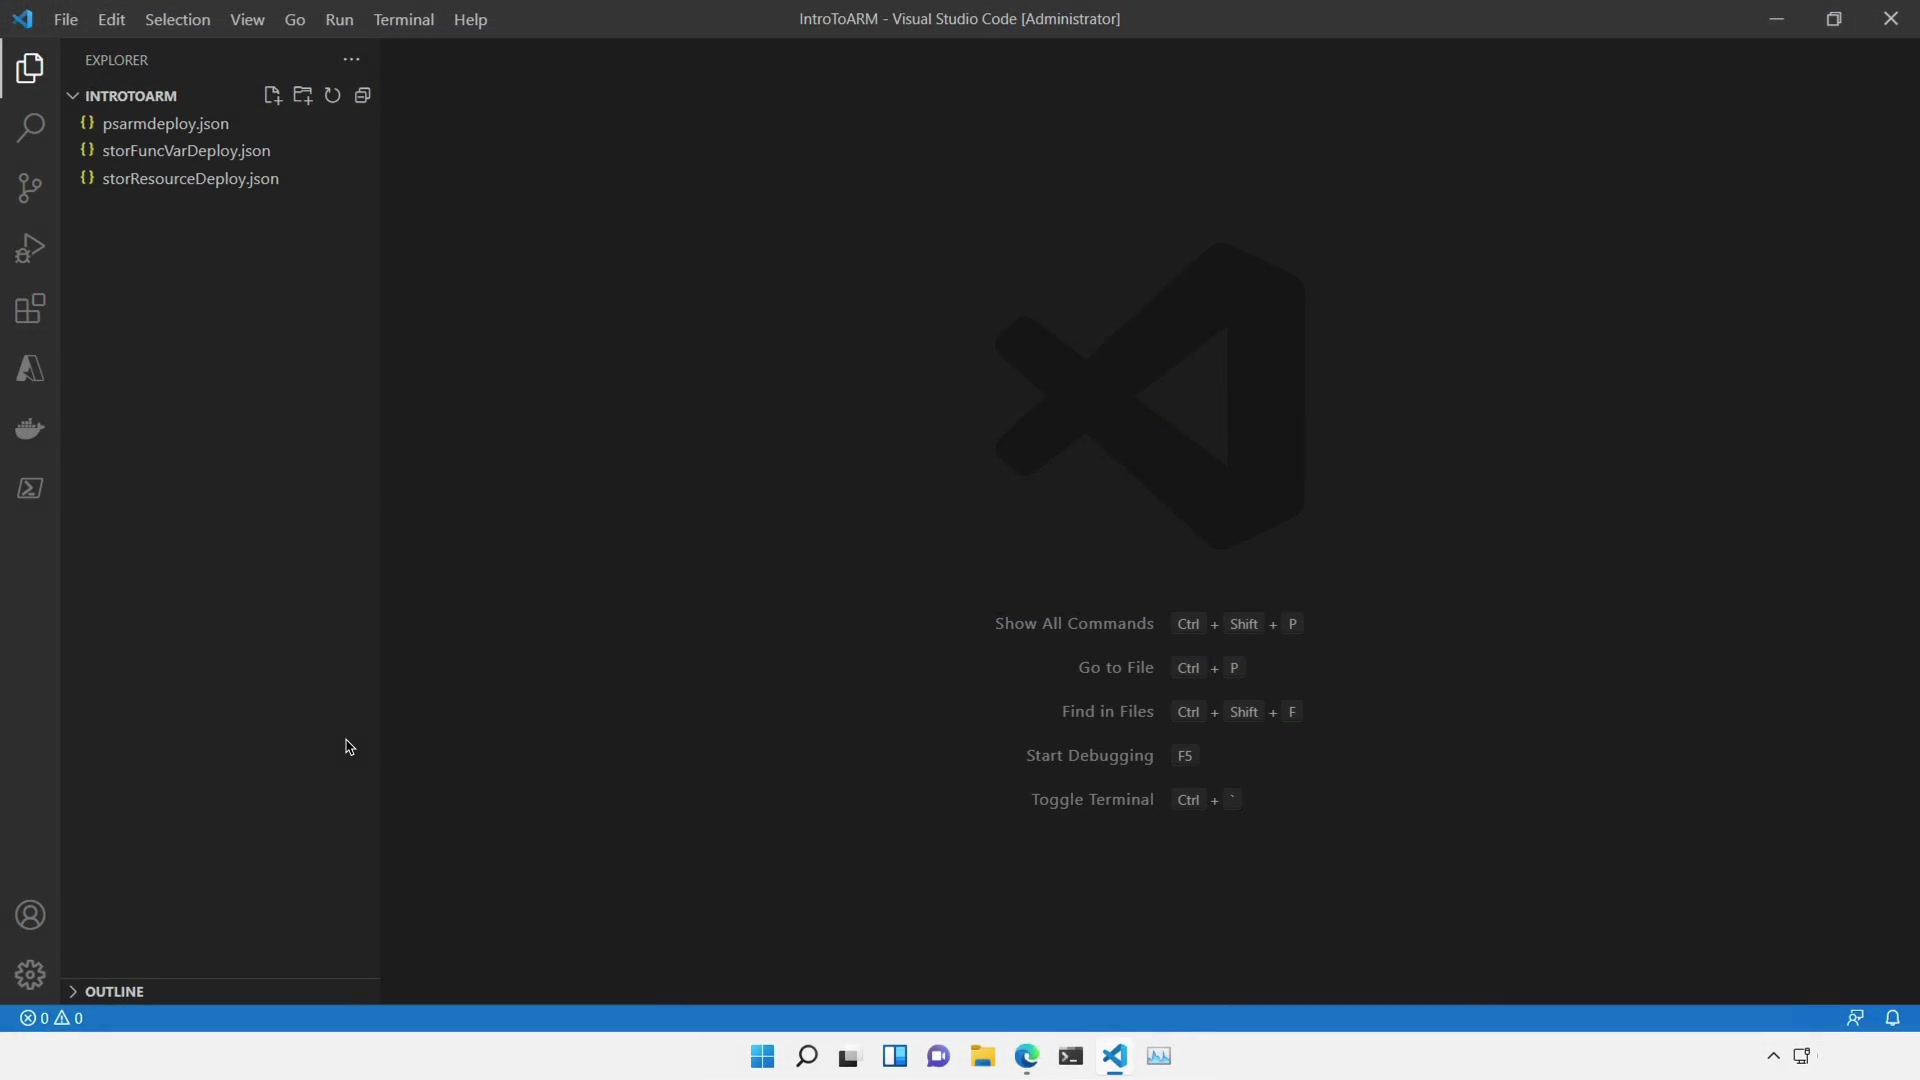 File Edit Selection View Go Run Terminal Help
IntroToARM - Visual Studio Code [Administrator]
EXPLORER
INTROTOARM
{} psarmdeploy.json
{} storFuncVarDeploy.json
{} storResourceDeploy.json
Show All Commands Ctrl + Shift + P
Go to File Ctrl + P
Find in Files Ctrl + Shift + F
Start Debugging F5
Toggle Terminal Ctrl + `
OUTLINE
0 0